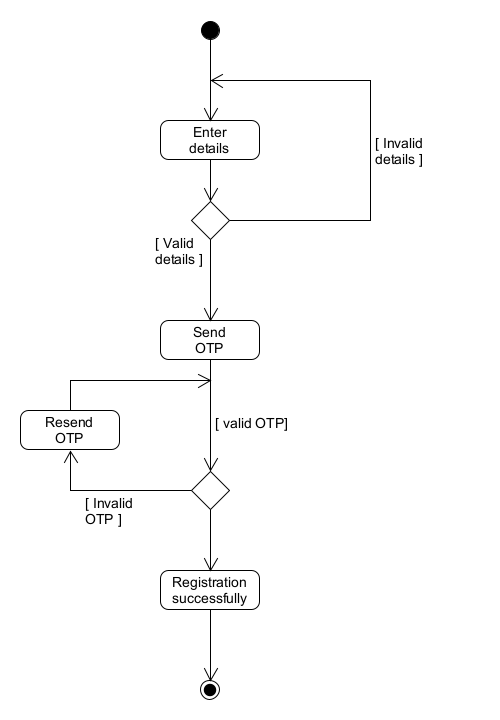 Enter
details
[ Invalid
details ]
[ Valid
details ]
Send
OTP
[ valid OTP]
Resend
OTP
[ Invalid
OTP ]
Registration
successfully